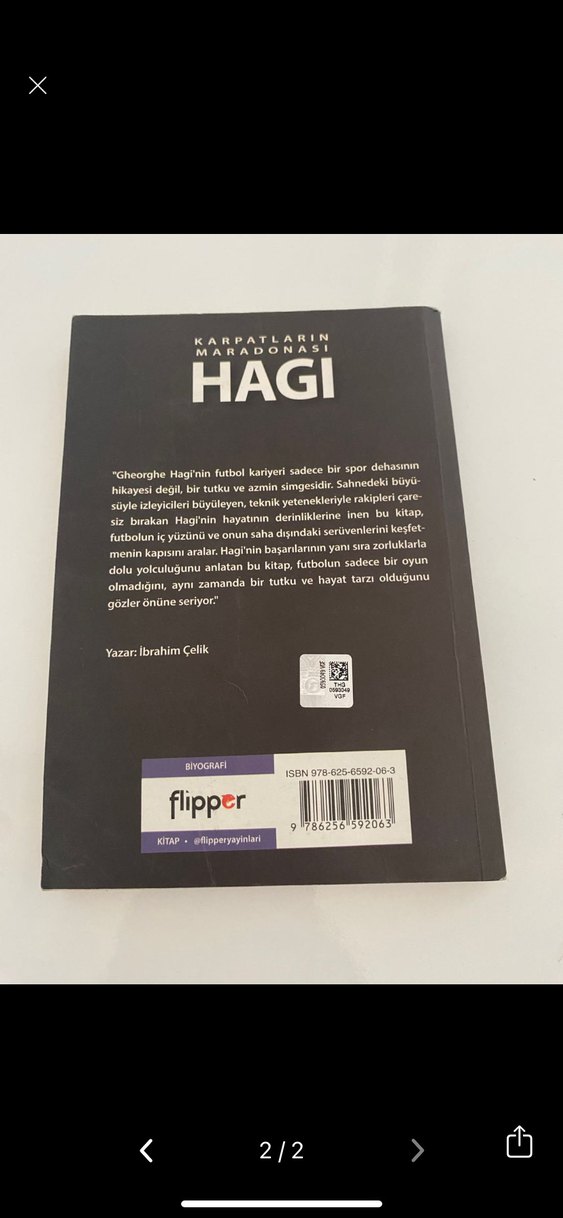 KARPATLARIN
MARADONASI
HAGI
"Gheorghe Hagi'nin futbol kariyeri sadece bir spor dehasının
hikayesi değil, bir tutku ve azmin simgesidir. Sahnedeki büyü-
süyle izleyicileri büyüleyen, teknik yetenekleriyle rakipleri çare-
siz bırakan Hagi'nin hayatının derinliklerine inen bu kitap,
futbolun iç yüzünü ve onun saha dışındaki serüvenlerini keşfet-
menin kapısını aralar. Hagi'nin başarılarının yanı sıra zorluklarla
dolu yolculuğunu anlatan bu kitap, futbolun sadece bir oyun
olmadığını, aynı zamanda bir tutku ve hayat tarzı olduğunu
gözler önüne seriyor."
Yazar: İbrahim Çelik
THG
0593049
VGF
BİYOGRAFİ
flipper
KİTAP • @flipperyayinlari
ISBN 978-625-6592-06-3
9 786256 592063
2 / 2